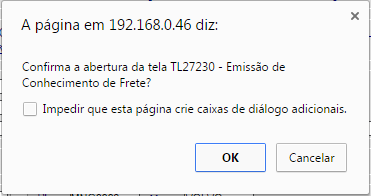 A página em 192.168.0.46 diz:
Confirma a abertura da tela TL27230 - Emissão de
Conhecimento de Frete?
Impedir que esta página crie caixas de diálogo adicionais.
OK Cancelar